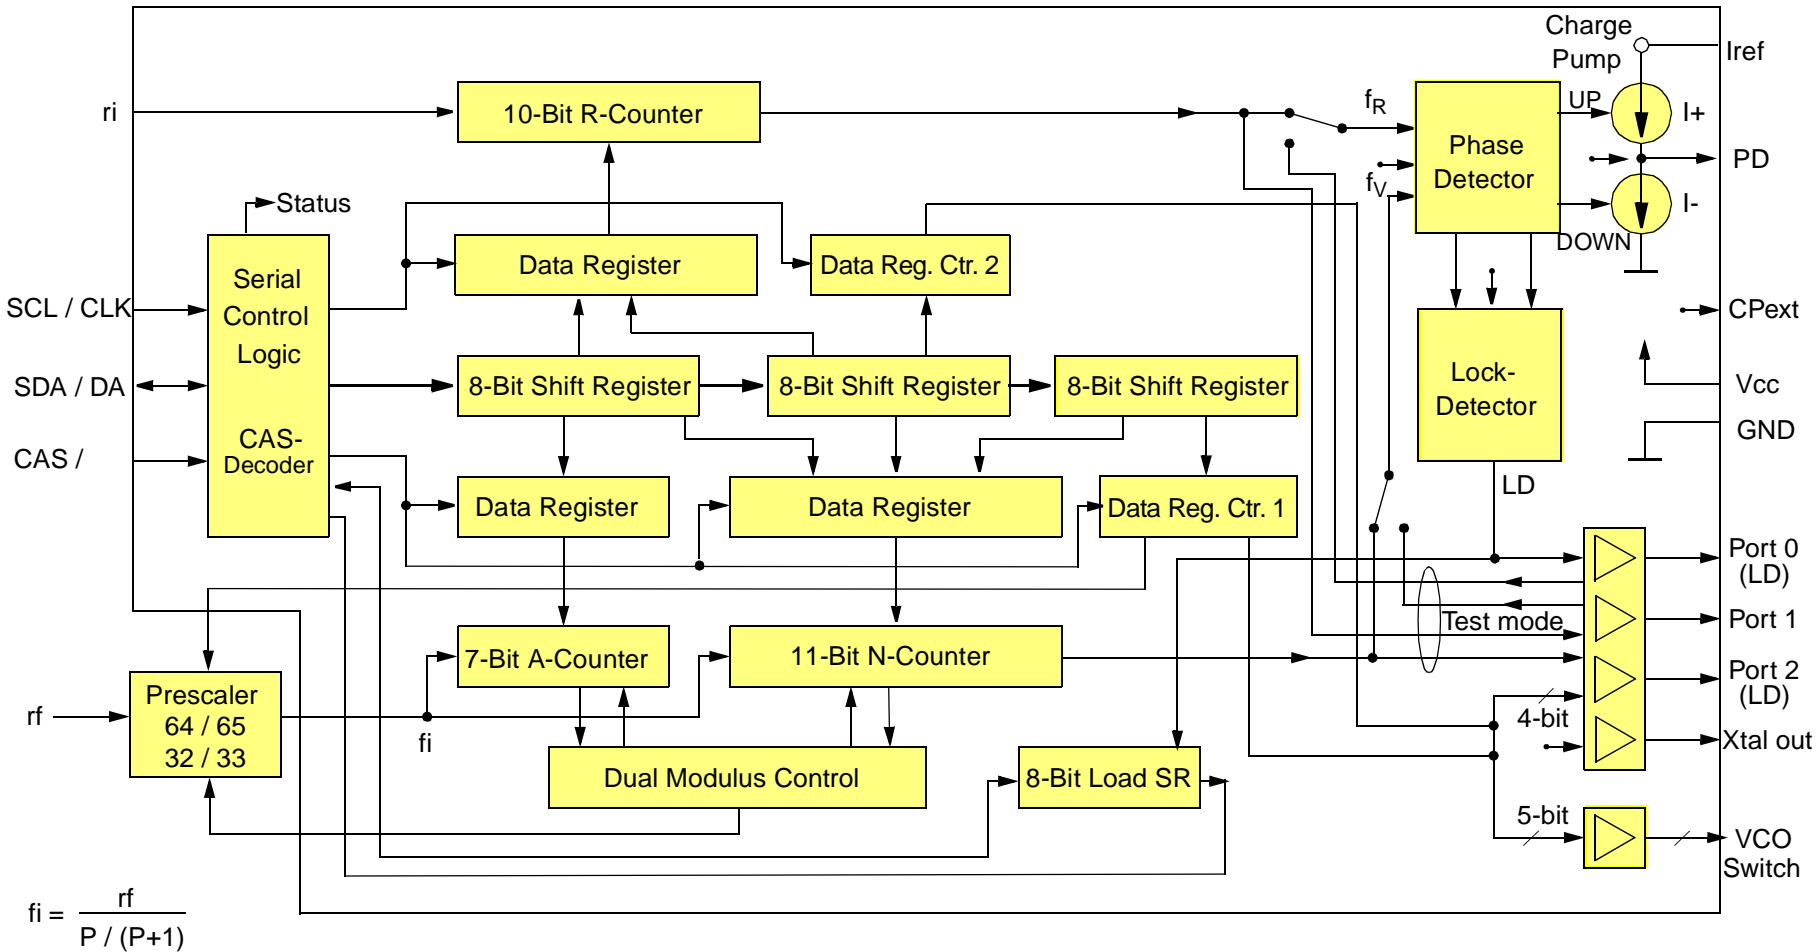 Charge
Pump
Iref
ri
10-Bit R-Counter
fR
UP
I+
Phase
Detector
PD
fV
Status
I-
DOWN
Serial
Control
Logic
Data Register
Data Reg. Ctr. 2
SCL / CLK
CPext
SDA / DA
8-Bit Shift Register
8-Bit Shift Register
8-Bit Shift Register
Lock-
Detector
Vcc
GND
CAS /
CAS-
Decoder
LD
Data Register
Data Register
Data Reg. Ctr. 1
Port 0
(LD)
Test mode
Port 1
7-Bit A-Counter
11-Bit N-Counter
Port 2
(LD)
rf
Prescaler
64 / 65
32 / 33
fi
4-bit
Xtal out
Dual Modulus Control
8-Bit Load SR
5-bit
VCO
Switch
fi = rf
P / (P+1)